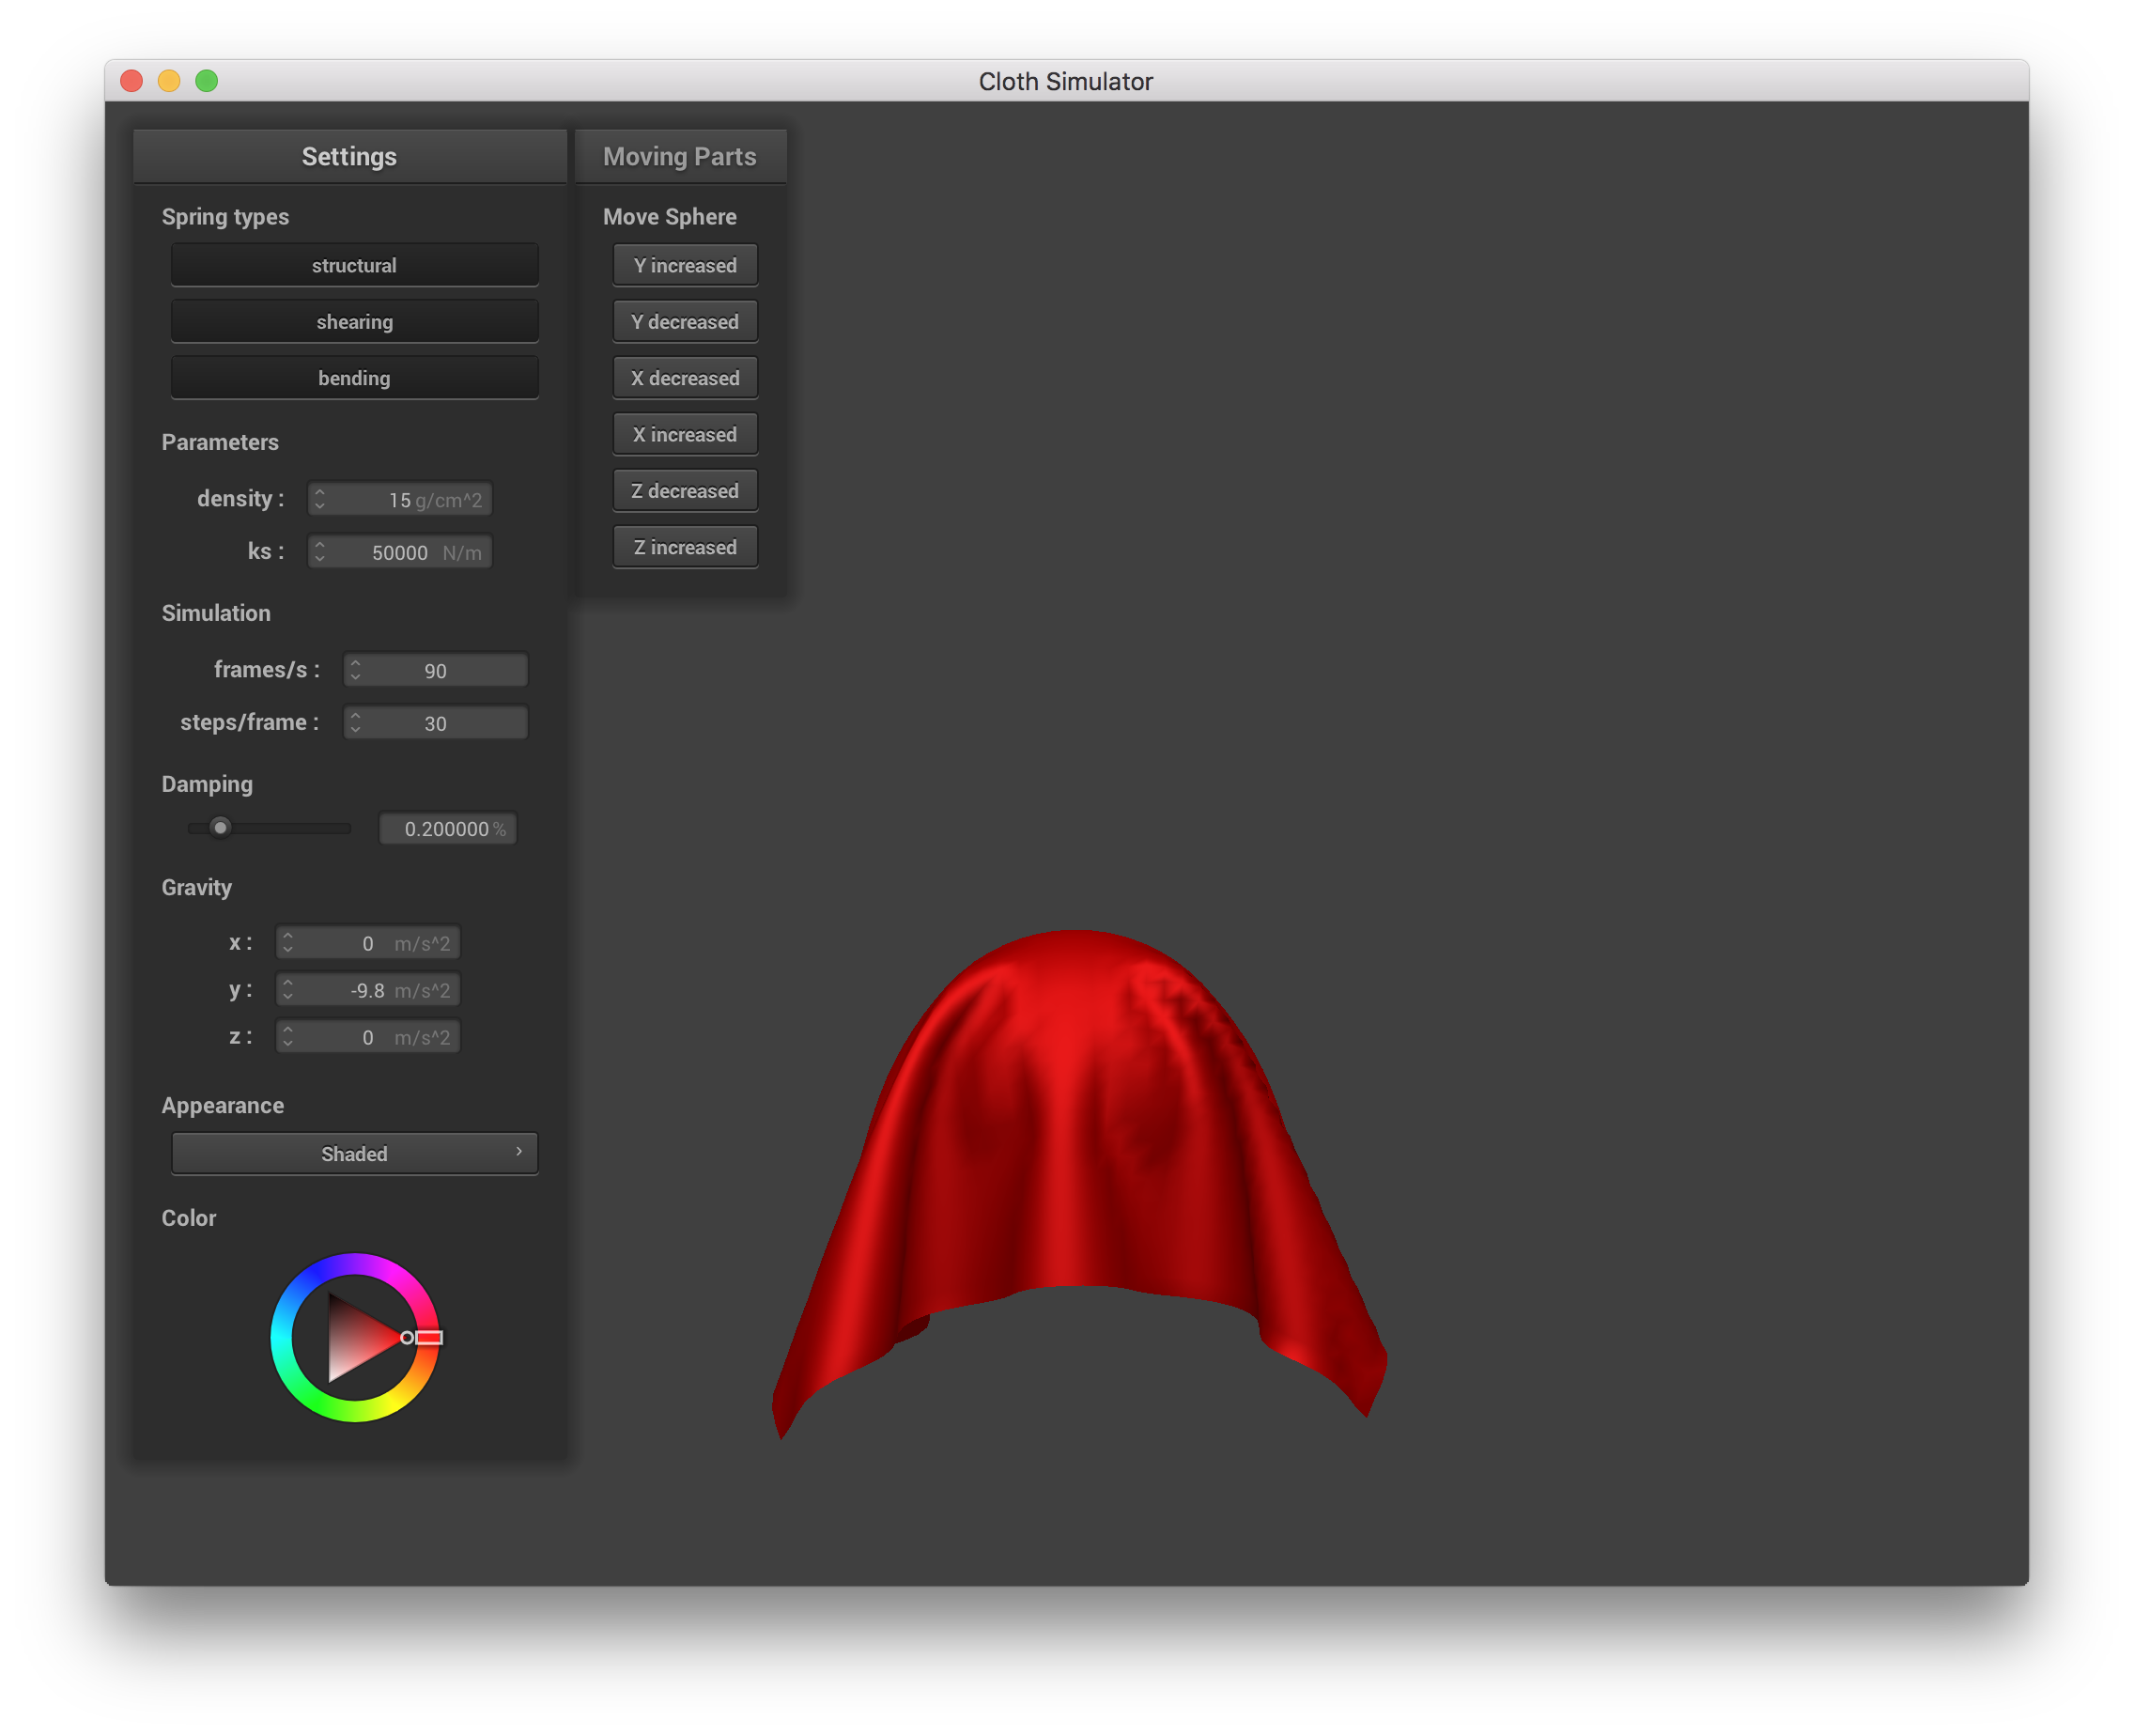 Cloth Simulator
Settings
Spring types
structural
shearing
bending
Parameters
density : 15 g/cm^2
ks : 50000 N/m
Simulation
frames/s : 90
steps/frame : 30
Damping
0.200000 %
Gravity
x : 0 m/s^2
y : -9.8 m/s^2
z : 0 m/s^2
Appearance
Shaded
Color
Moving Parts
Move Sphere
Y increased
Y decreased
X decreased
X increased
Z decreased
Z increased